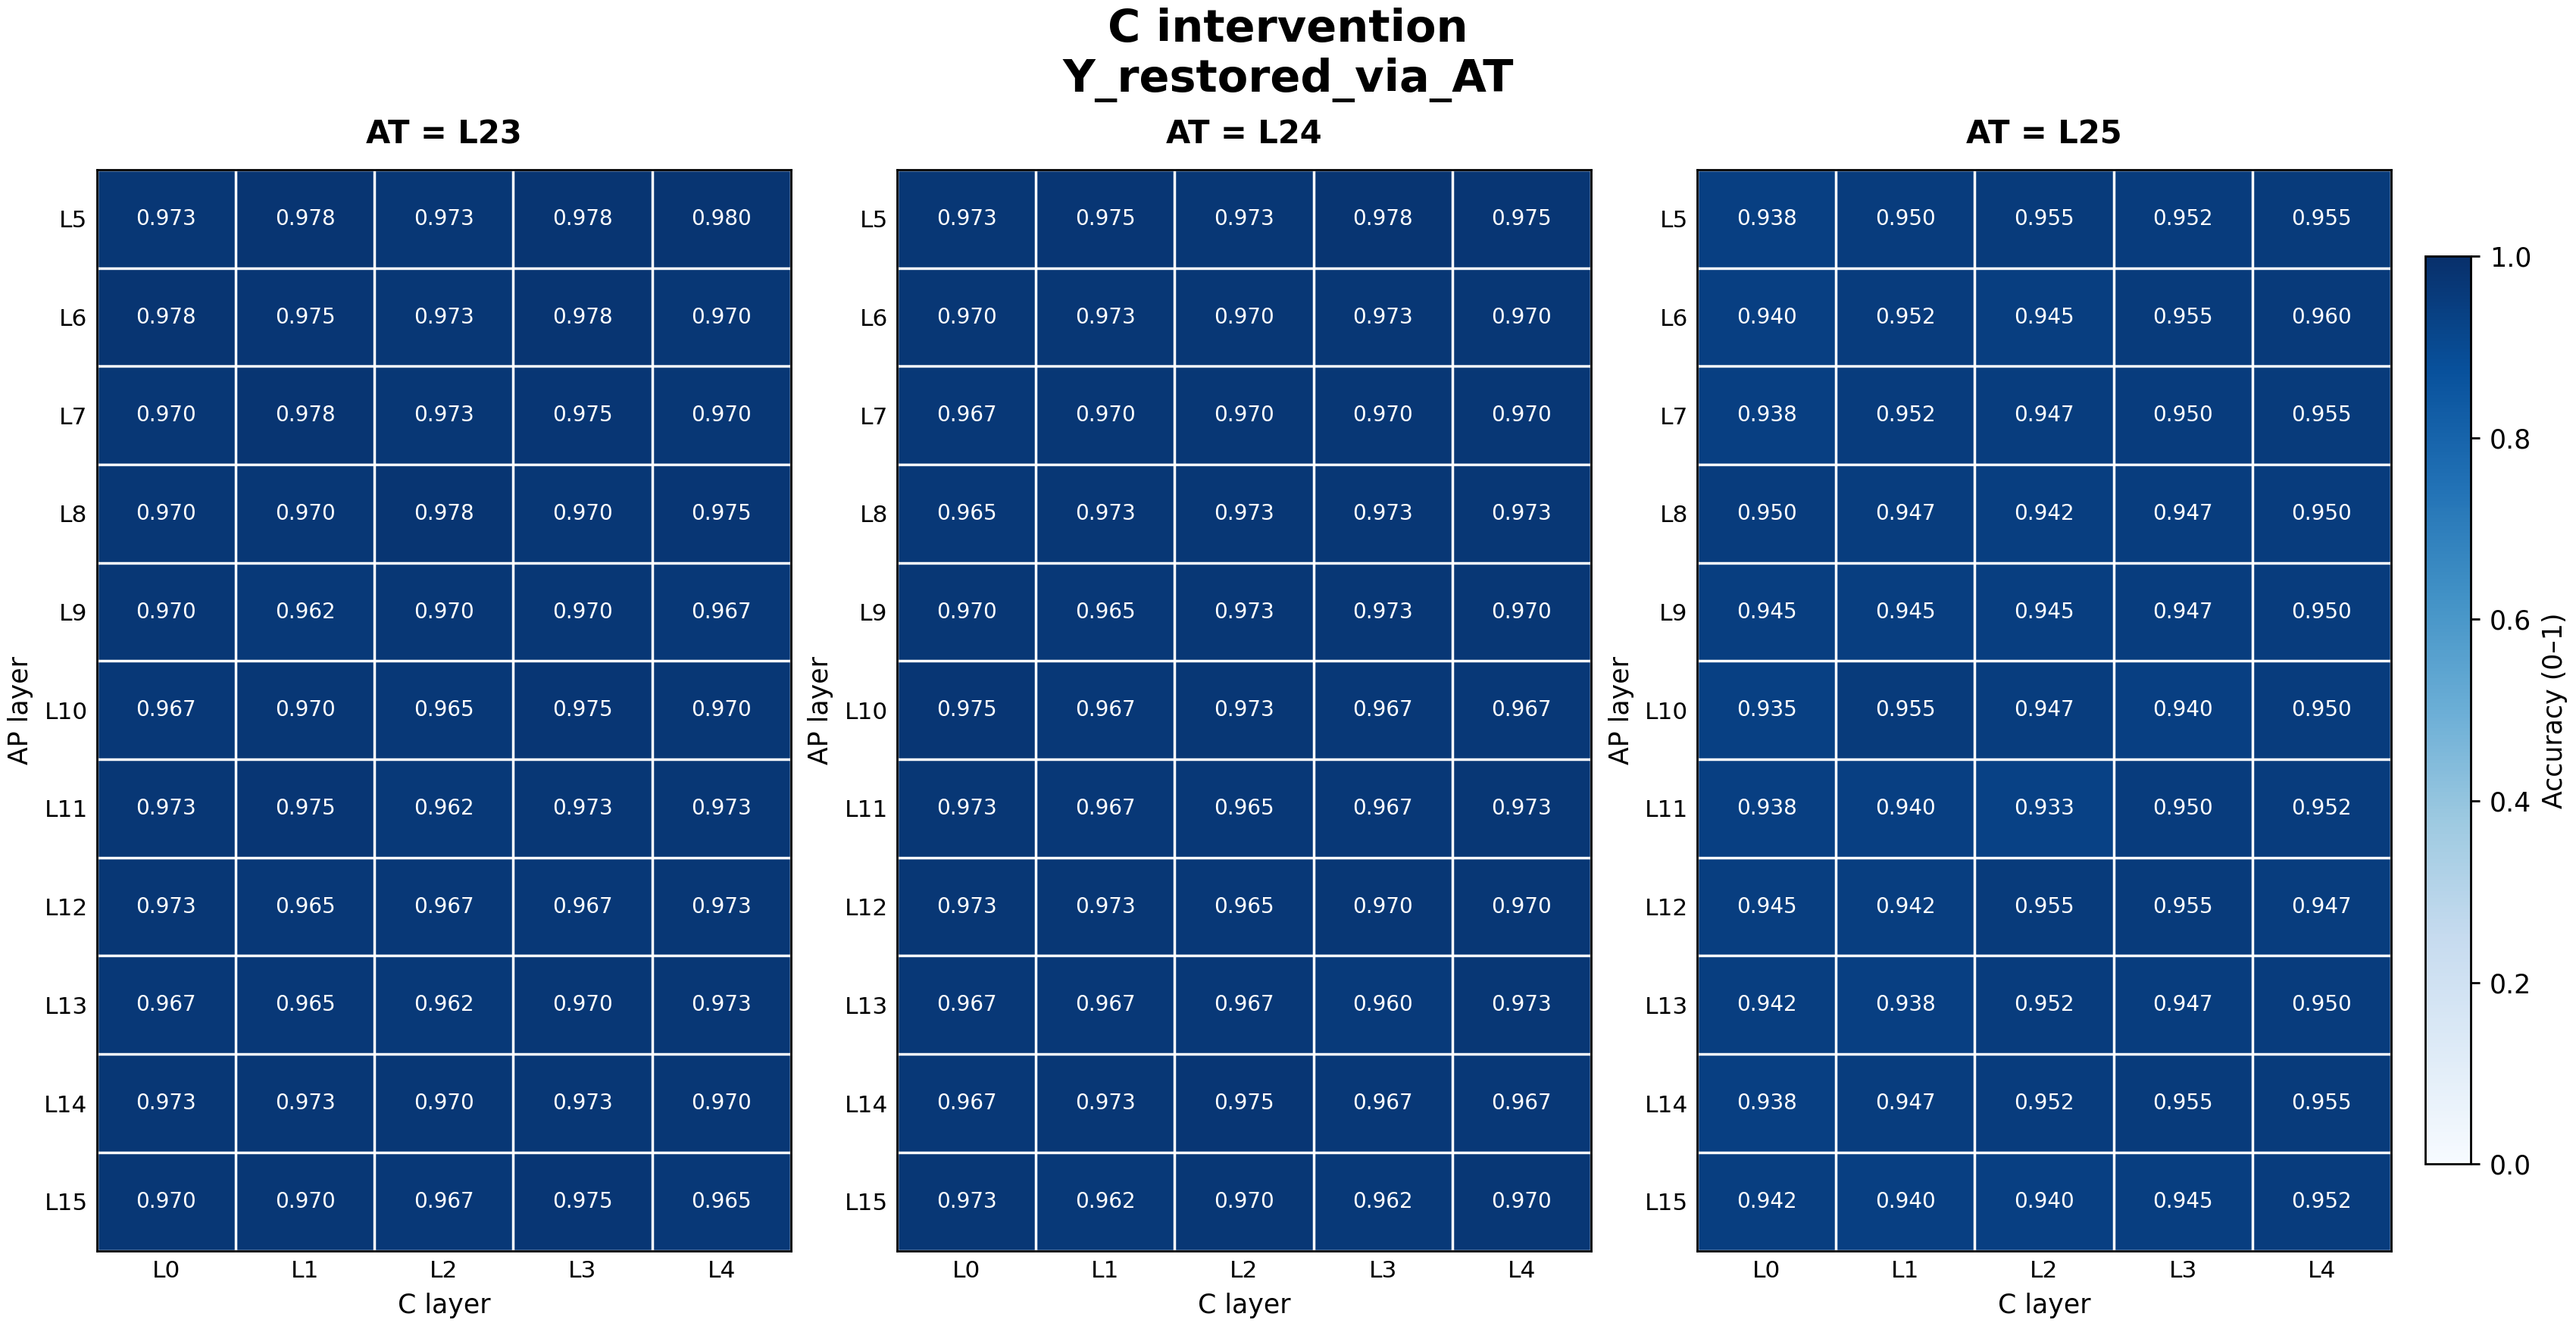 C intervention
Y_restored_via_AT
AT = L23
AP layer
L5 0.973 0.978 0.973 0.978 0.980
L6 0.978 0.975 0.973 0.978 0.970
L7 0.970 0.978 0.973 0.975 0.970
L8 0.970 0.970 0.978 0.970 0.975
L9 0.970 0.962 0.970 0.970 0.967
L10 0.967 0.970 0.965 0.975 0.970
L11 0.973 0.975 0.962 0.973 0.973
L12 0.973 0.965 0.967 0.967 0.973
L13 0.967 0.965 0.962 0.970 0.973
L14 0.973 0.973 0.970 0.973 0.970
L15 0.970 0.970 0.967 0.975 0.965
L0 L1 L2 L3 L4
C layer
AT = L24
AP layer
L5 0.973 0.975 0.973 0.978 0.975
L6 0.970 0.973 0.970 0.973 0.970
L7 0.967 0.970 0.970 0.970 0.970
L8 0.965 0.973 0.973 0.973 0.973
L9 0.970 0.965 0.973 0.973 0.970
L10 0.975 0.967 0.973 0.967 0.967
L11 0.973 0.967 0.965 0.967 0.973
L12 0.973 0.973 0.965 0.970 0.970
L13 0.967 0.967 0.967 0.960 0.973
L14 0.967 0.973 0.975 0.967 0.967
L15 0.973 0.962 0.970 0.962 0.970
L0 L1 L2 L3 L4
C layer
AT = L25
AP layer
L5 0.938 0.950 0.955 0.952 0.955
L6 0.940 0.952 0.945 0.955 0.960
L7 0.938 0.952 0.947 0.950 0.955
L8 0.950 0.947 0.942 0.947 0.950
L9 0.945 0.945 0.945 0.947 0.950
L10 0.935 0.955 0.947 0.940 0.950
L11 0.938 0.940 0.933 0.950 0.952
L12 0.945 0.942 0.955 0.955 0.947
L13 0.942 0.938 0.952 0.947 0.950
L14 0.938 0.947 0.952 0.955 0.955
L15 0.942 0.940 0.940 0.945 0.952
L0 L1 L2 L3 L4
C layer
1.0
0.8
0.6
0.4
0.2
0.0
Accuracy (0–1)